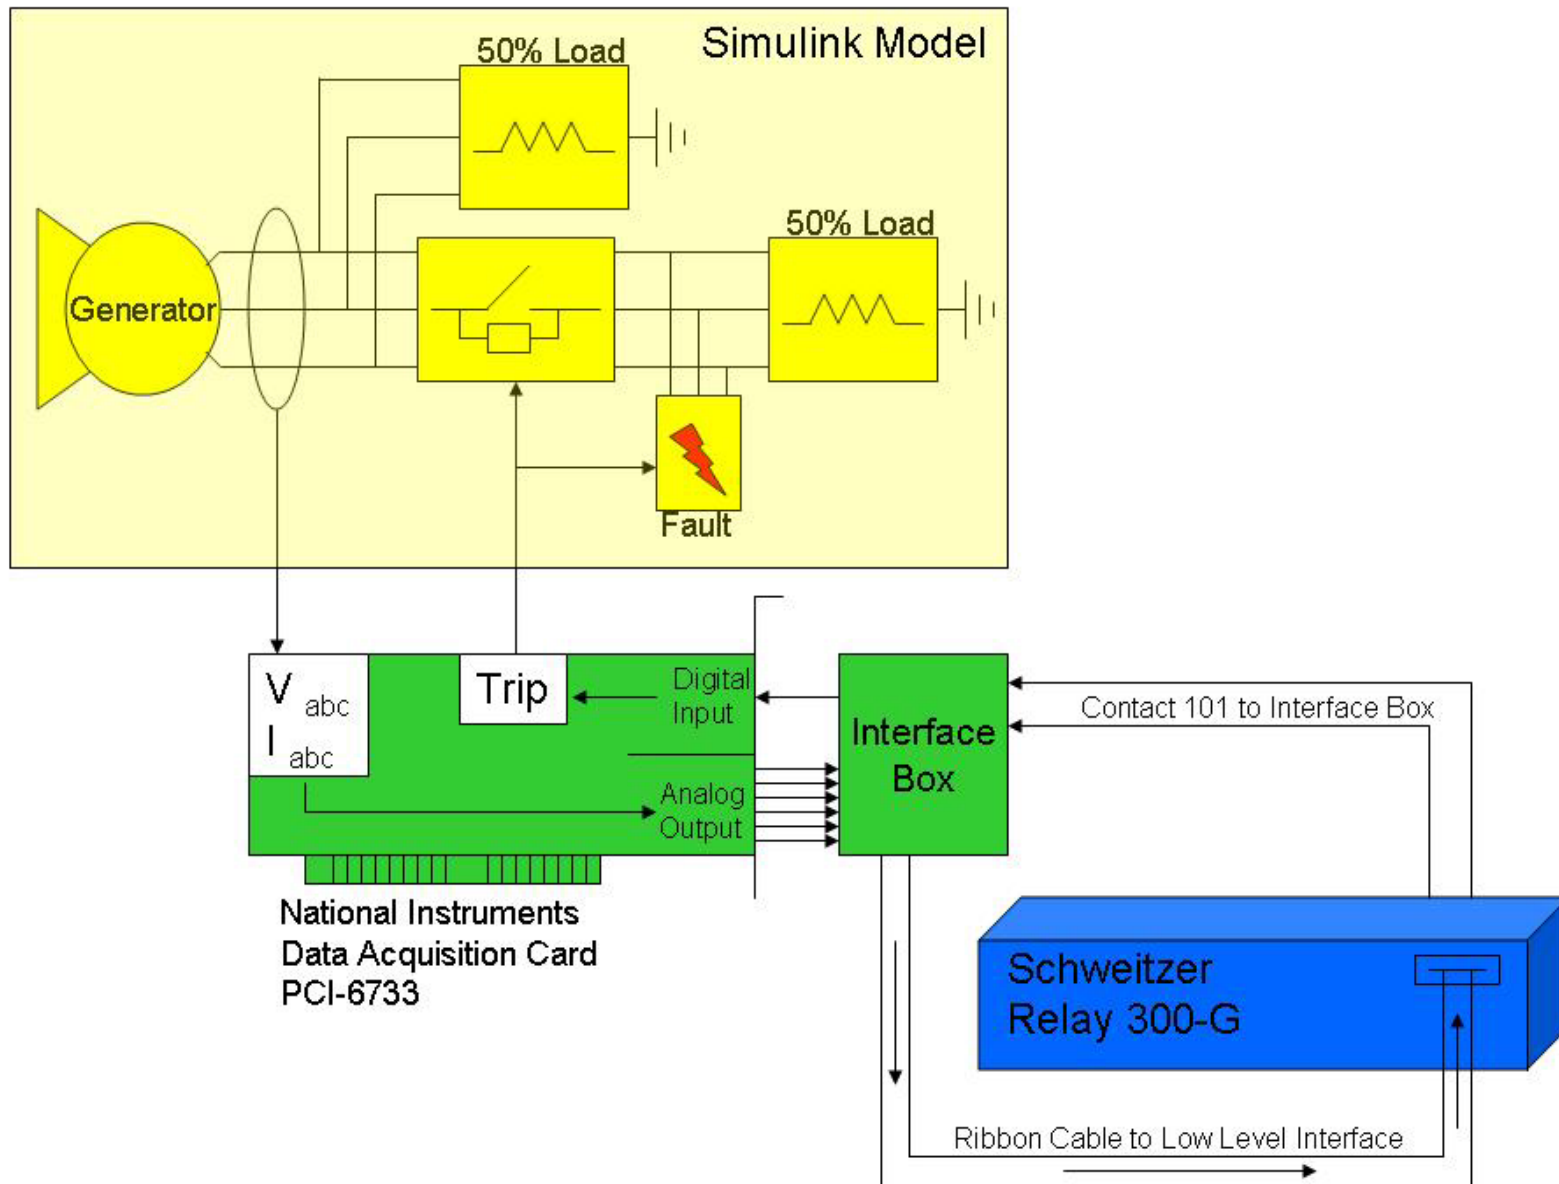 Simulink Model
50% Load
50% Load
Generator
Fault
V abc
I abc
Trip
Digital
Input
Analog
Output
Interface
Box
Contact 101 to Interface Box
National Instruments
Data Acquisition Card
PCI-6733
Schweitzer
Relay 300-G
Ribbon Cable to Low Level Interface